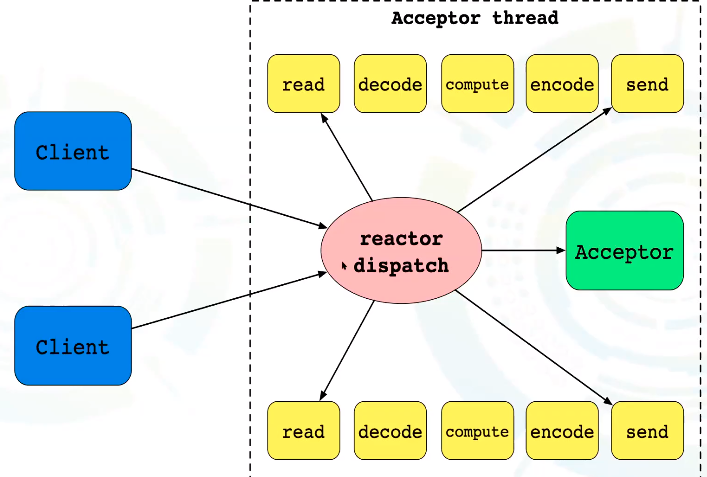 Acceptor thread
read decode compute encode send
Client
reactor
dispatch
Acceptor
Client
read decode compute encode send